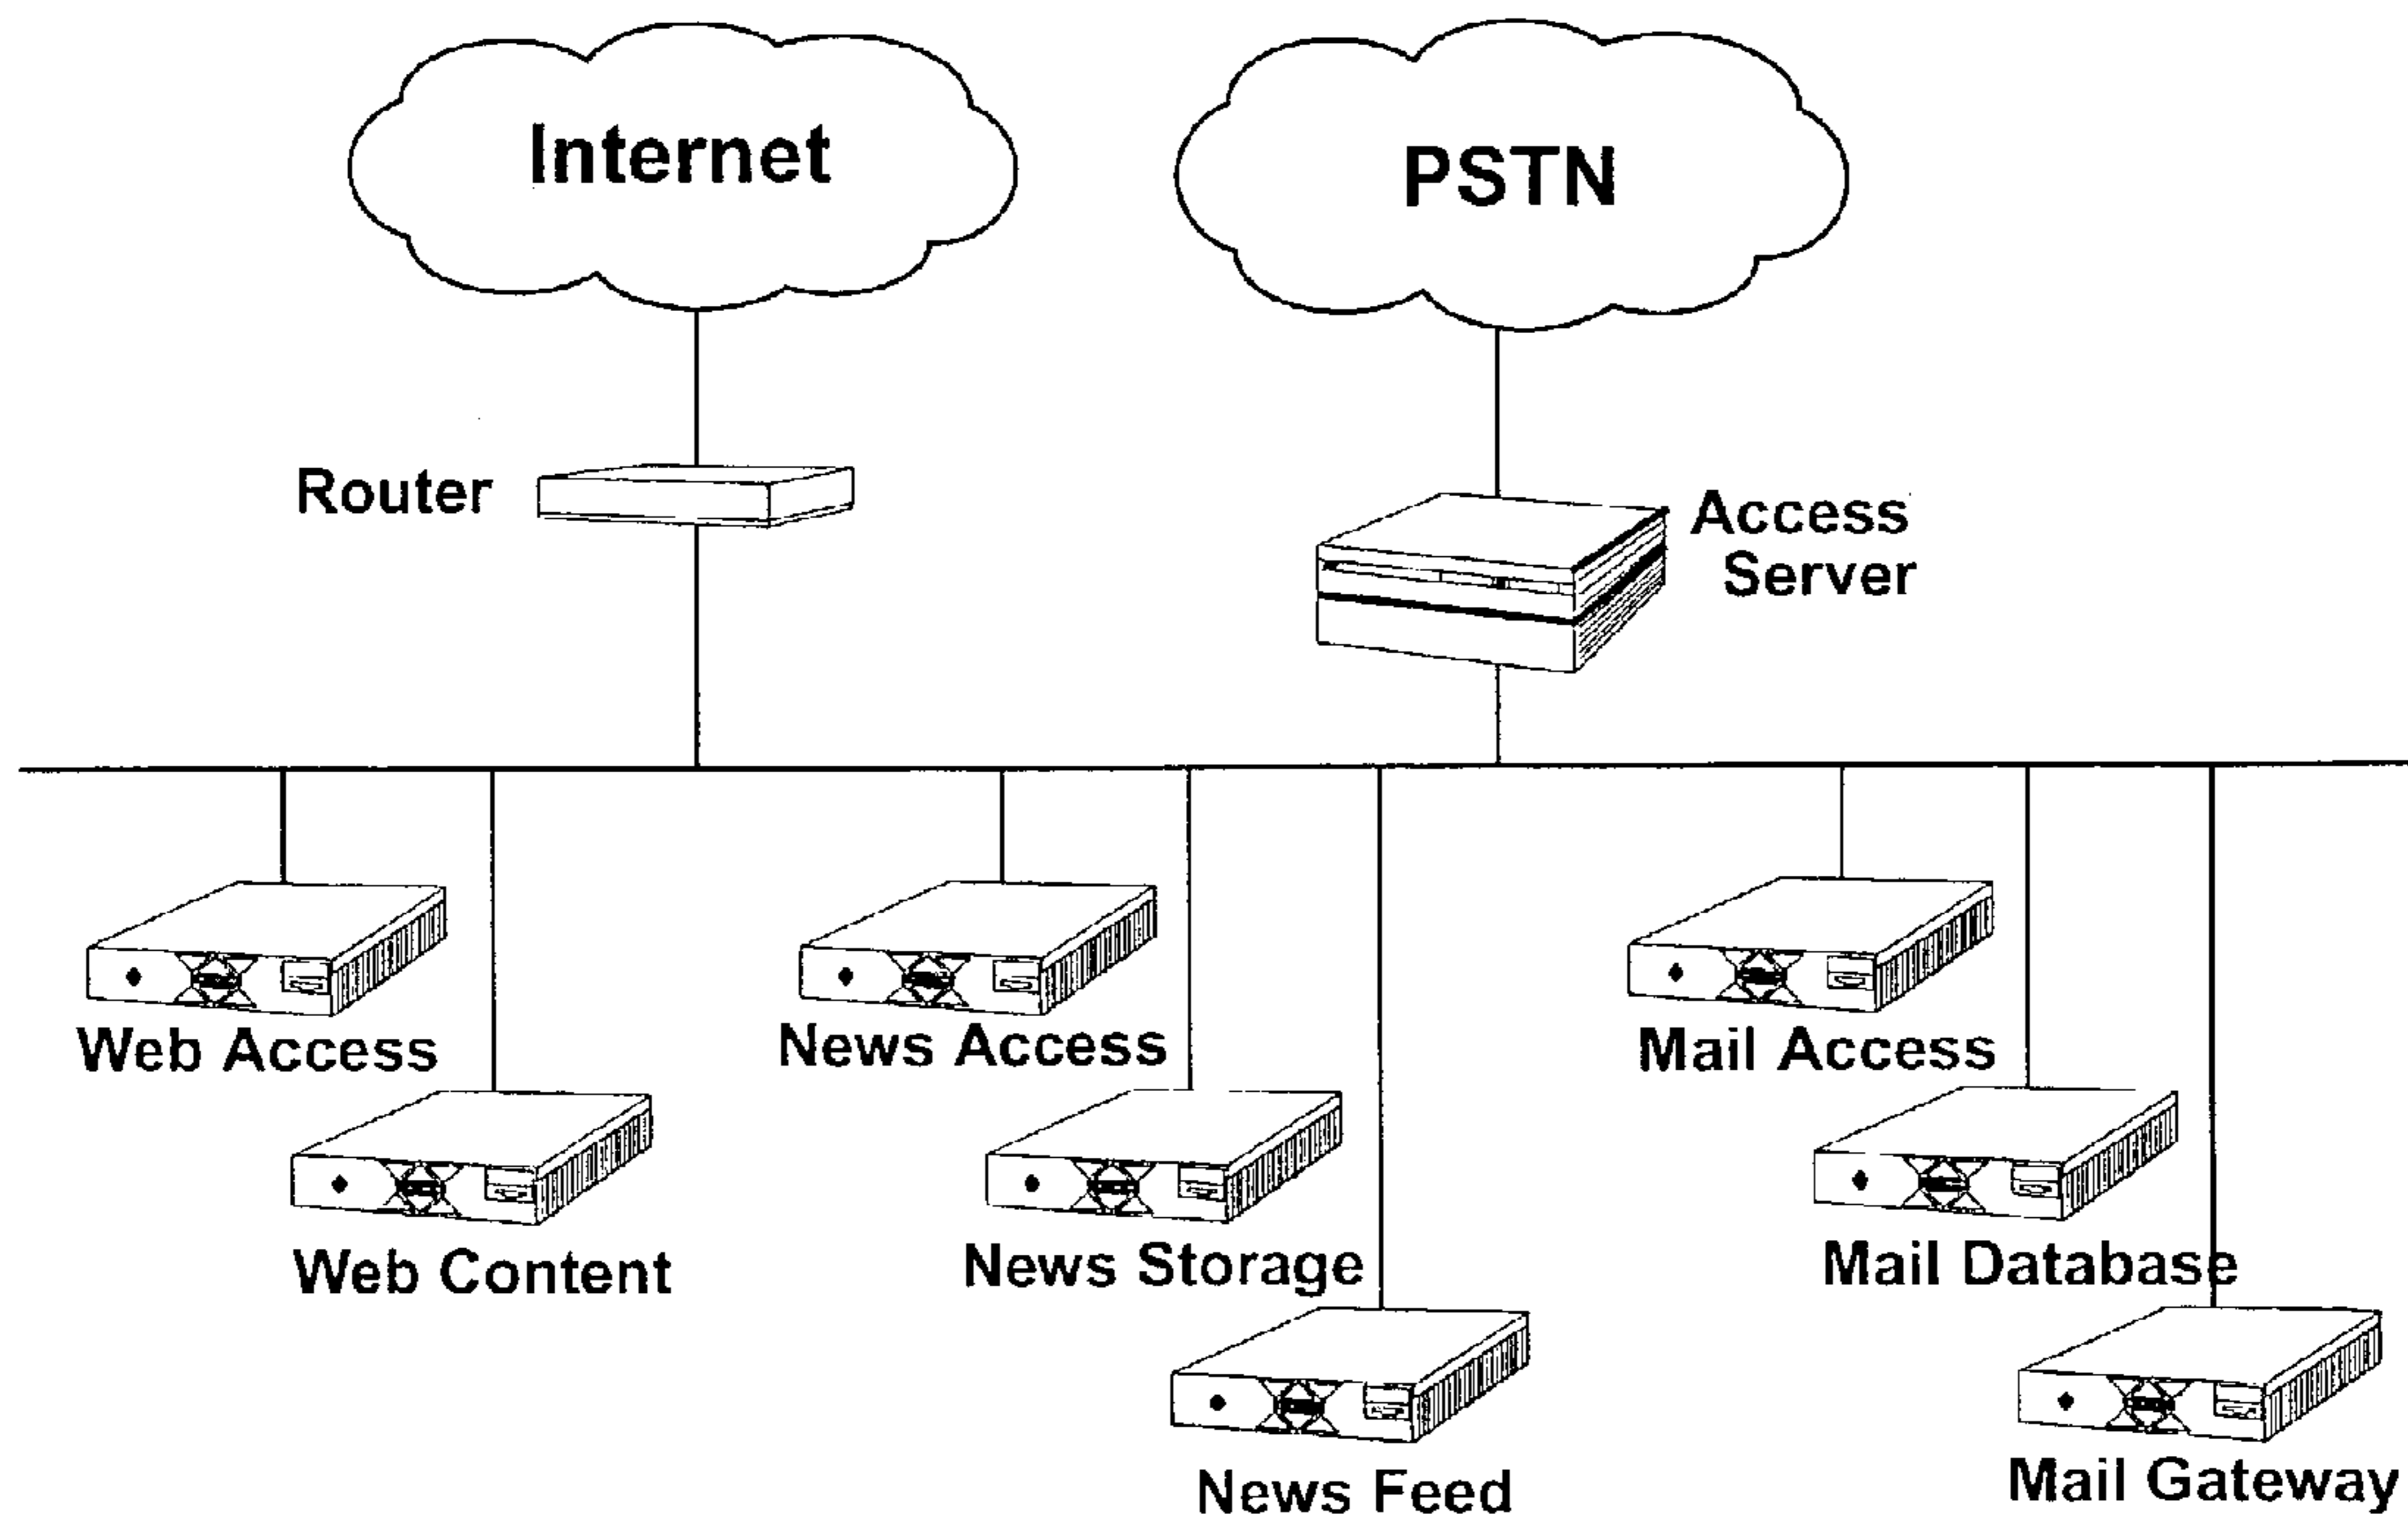 Internet
PSTN
Router
Access
Server
Web Access
News Access
Mail Access
Web Content
News Storage
Mail Database
News Feed
Mail Gateway